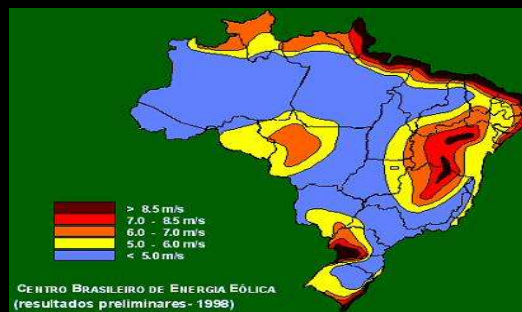 > 8.5 m/s
7.0 - 8.5 m/s
6.0 - 7.0 m/s
5.0 - 6.0 m/s
< 5.0 m/s
CENTRO BRASILEIRO DE ENERGIA EÓLICA
(resultados preliminares- 1998)